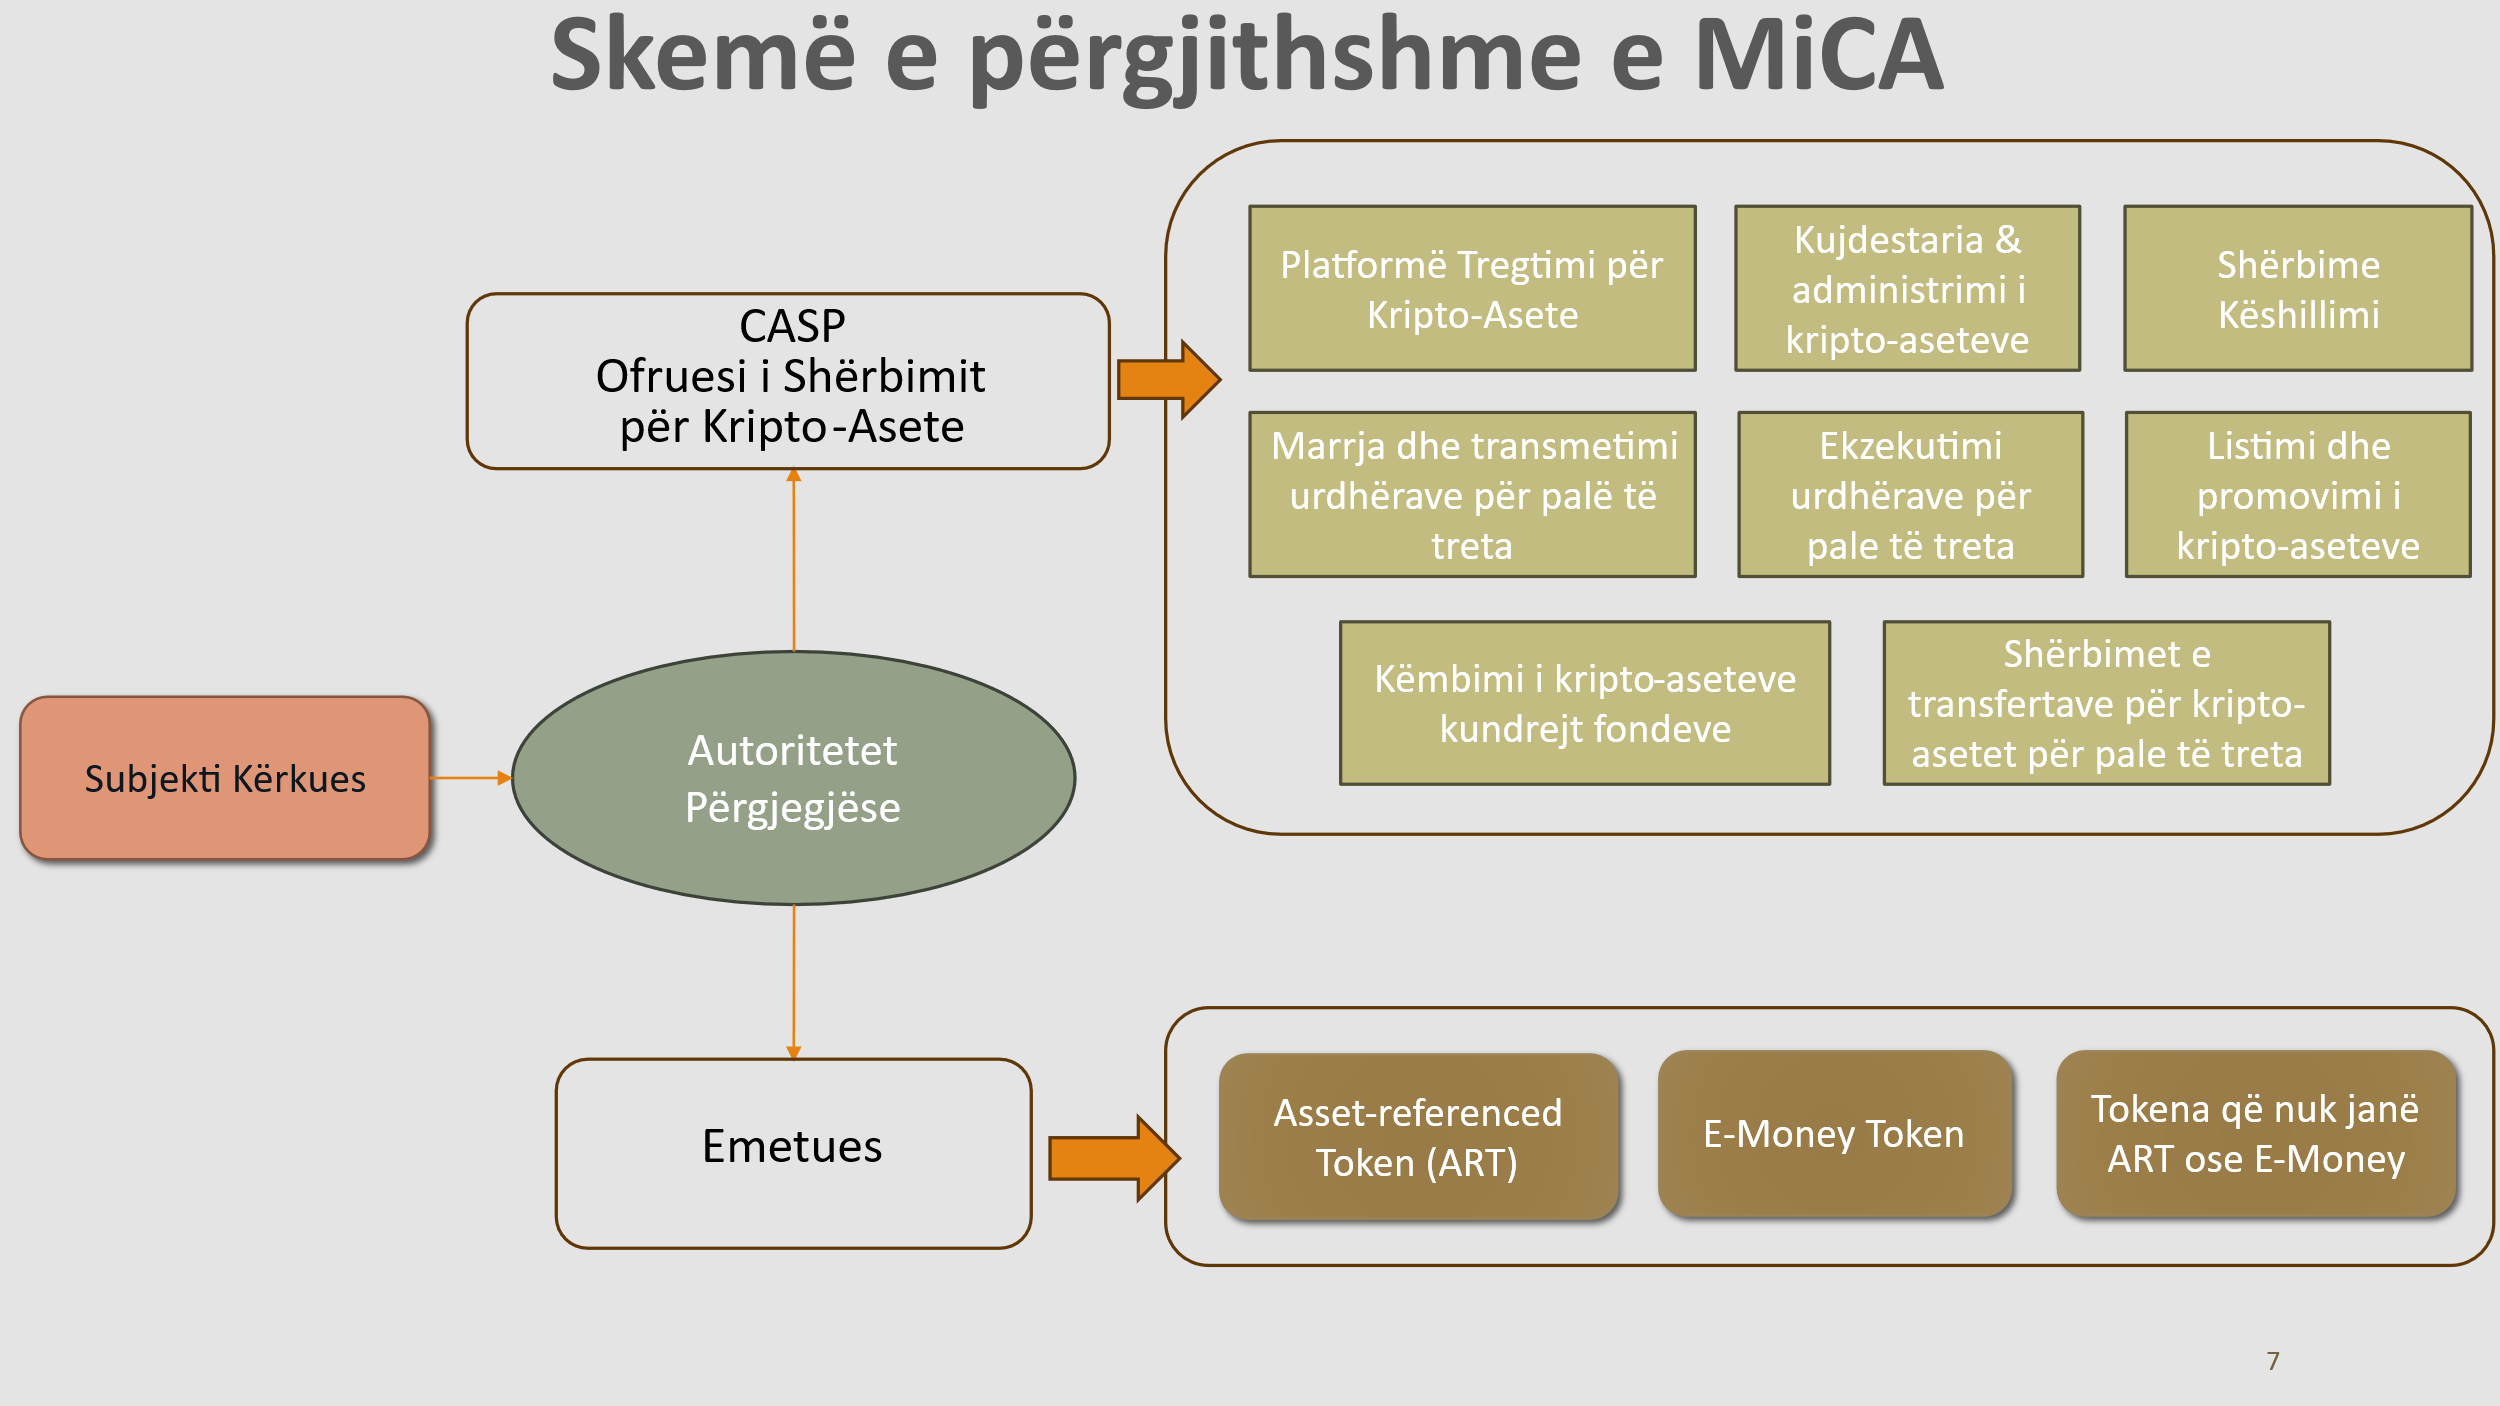 Skemë e përgjithshme e MiCA
CASP
Ofruesi i Shërbimit
për Kripto-Asete
Platformë Tregtimi për
Kripto-Asete
Kujdestaria &
administrimi i
kripto-aseteve
Shërbime
Këshillimi
Marrja dhe transmetimi
urdhërave për palë të
treta
Ekzekutimi
urdhërave për
pale të treta
Listimi dhe
promovimi i
kripto-aseteve
Këmbimi i kripto-aseteve
kundrejt fondeve
Shërbimet e
transfertave për kripto-
asetet për pale të treta
Subjekti Kërkues
Autoritetet
Përgjegjëse
Emetues
Asset-referenced
Token (ART)
E-Money Token
Tokena që nuk janë
ART ose E-Money
7